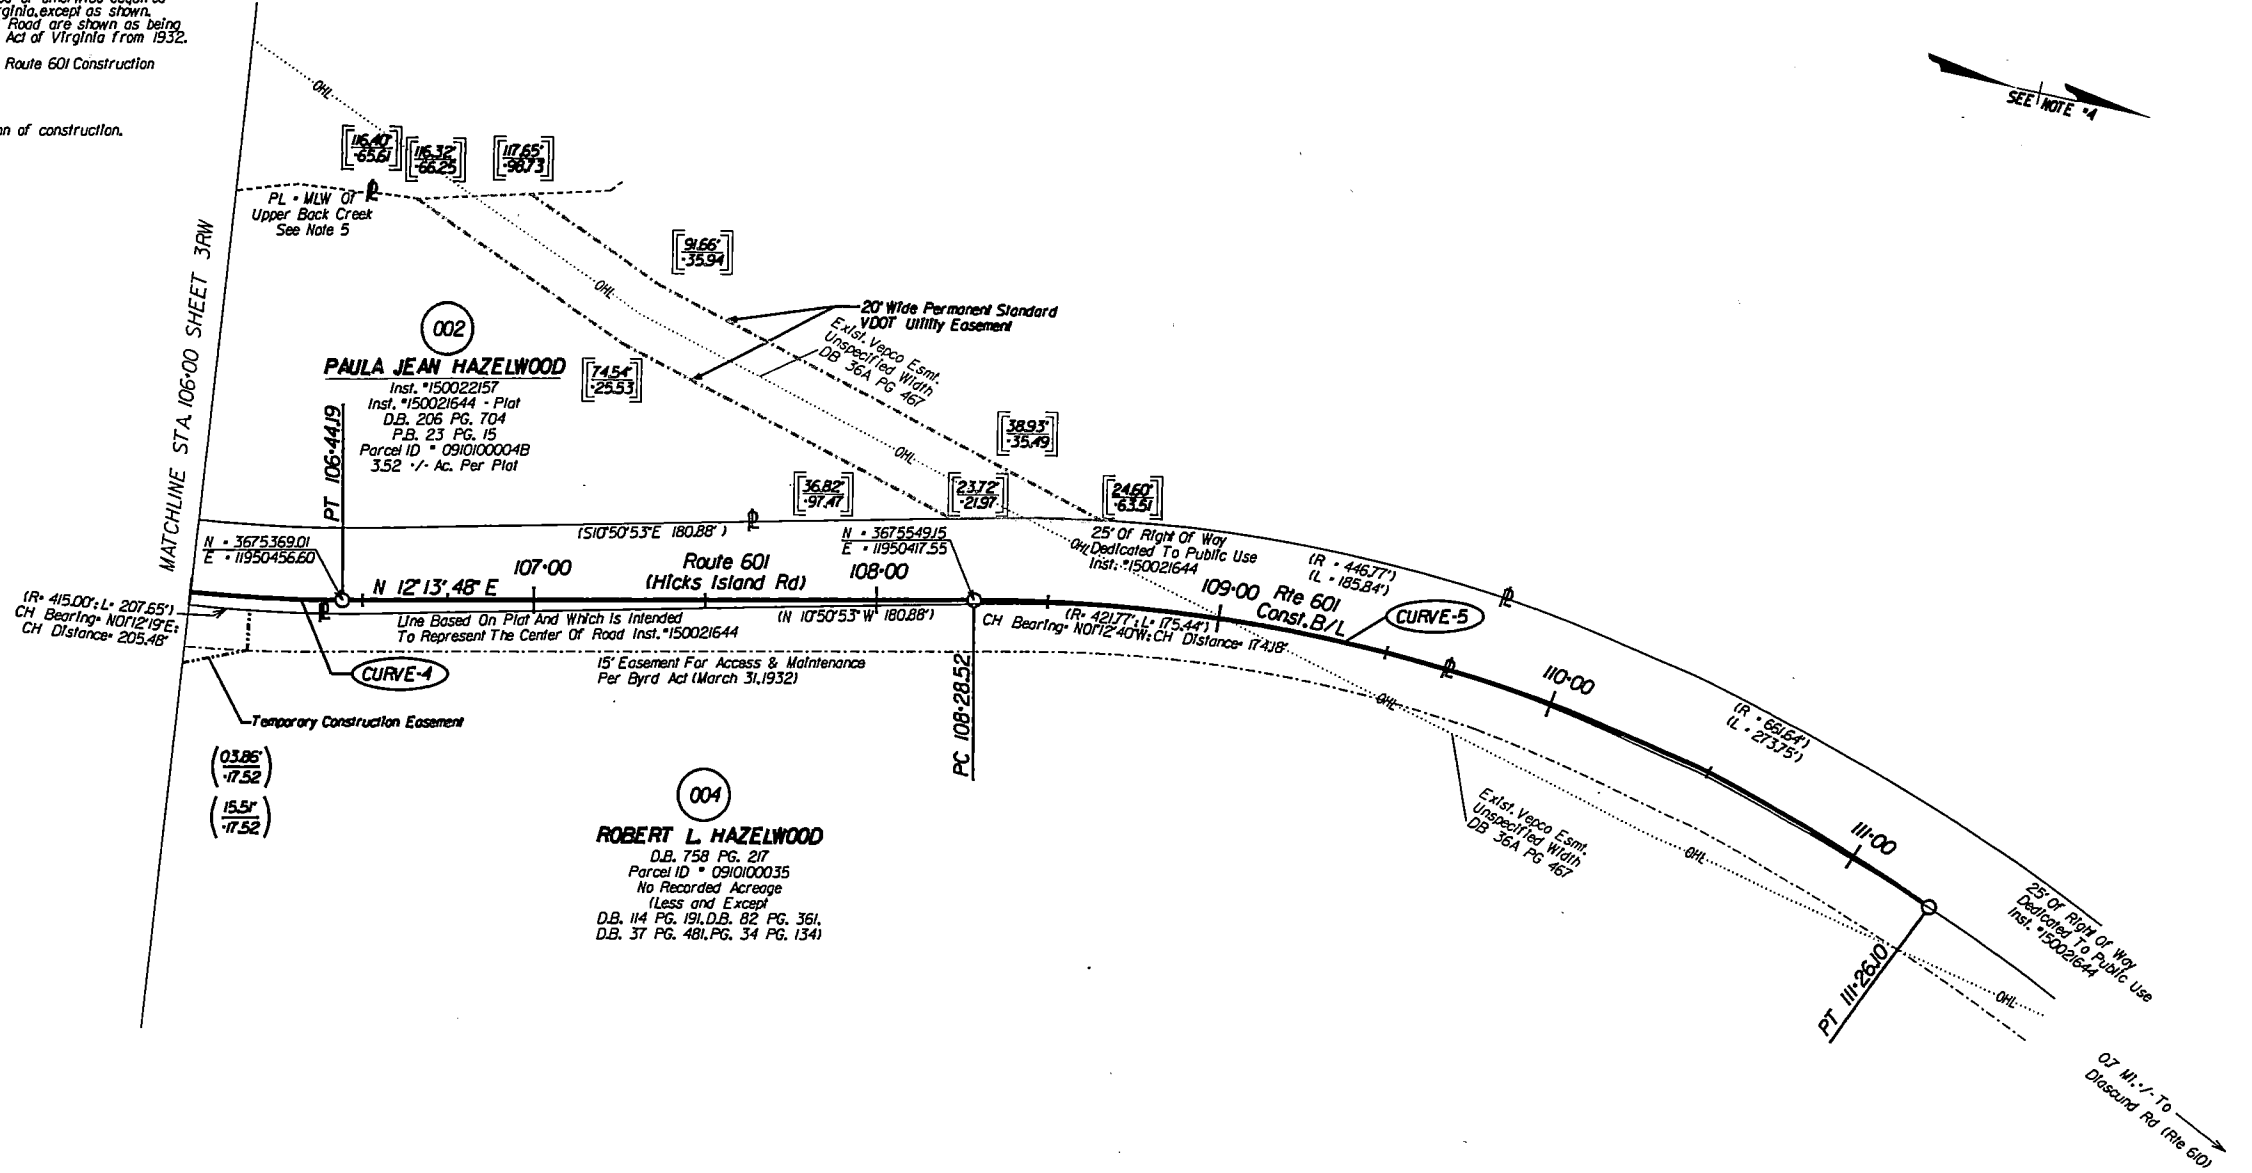 rginia, except as shown.
Road are shown as being
Act of Virginia from 1932.
Route 601 Construction
on of construction.
SEE NOTE #4
OHL
116.40'
+65.61
116.32'
+66.25
117.65'
+98.73
PL = MLW Of
Upper Back Creek
See Note 5
MATCHLINE STA. 106+00 SHEET 3RW
91.66'
+35.94
OHL
20' Wide Permanent Standard
VDOT Utility Easement
Exist. Vepco Esmt.
Unspecified Width
DB 36A PG 467
002
PAULA JEAN HAZELWOOD
Inst. #150022157
Inst. #150021644 - Plat
D.B. 206 PG. 704
P.B. 23 PG. 15
Parcel ID # 0910100004B
3.52 +/- Ac. Per Plat
74.54'
+25.53
PT 106+44.19
38.93'
+35.49
OHL
36.82'
+97.47
23.72'
+21.97
24.60'
+63.51
(S10°50'53"E 180.88')
N = 3675369.01
E = 11950456.60
N = 3675549.15
E = 11950417.55
25' Of Right Of Way
Dedicated To Public Use
Inst. #150021644
OHL
(R = 446.77')
(L = 185.84')
107+00
Route 601
(Hicks Island Rd)
108+00
N 12°13'48" E
109+00
Rte 601
Const. B/L
CURVE-5
(R= 415.00'; L= 207.65')
CH Bearing= N01°12'19"E;
CH Distance= 205.48'
Line Based On Plat And Which Is Intended
To Represent The Center Of Road Inst. #150021644
(N 10°50'53" W 180.88')
(R= 421.77'; L= 175.44')
CH Bearing= N01°12'40"W; CH Distance= 174.18'
15' Easement For Access & Maintenance
Per Byrd Act (March 31, 1932)
CURVE-4
PC 108+28.52
Temporary Construction Easement
03.86'
+17.52
15.51'
+17.52
OHL
110+00
(R = 661.64')
(L = 273.75')
004
ROBERT L. HAZELWOOD
D.B. 758 PG. 217
Parcel ID # 0910100035
No Recorded Acreage
(Less and Except
D.B. 114 PG. 191, D.B. 82 PG. 361,
D.B. 37 PG. 481, PG. 34 PG. 134)
Exist. Vepco Esmt.
Unspecified Width
DB 36A PG 467
OHL
111+00
25' Of Right Of Way
Dedicated To Public Use
Inst. #150021644
PT 111+26.10
OHL
0.7 Mi. +/- To
Diascund Rd (Rte 610)